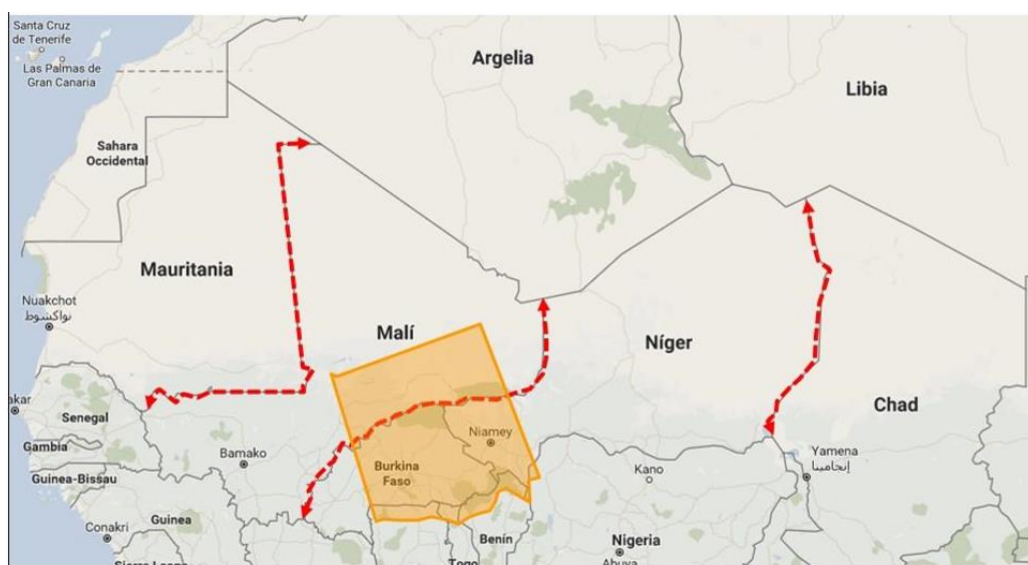 Santa Cruz
de Tenerife
Las Palmas de
Gran Canaria
Argelia
Libia
Sahara
Occidental
Mauritania
Nuakchot
نواكشوط
Malí
Níger
Chad
Senegal
Gambia
Bamako
Niamey
Kano
Yamena
إنجامينا
Guinea-Bissau
Burkina
Faso
Guinea
Conakri
Benín
Nigeria
Togo